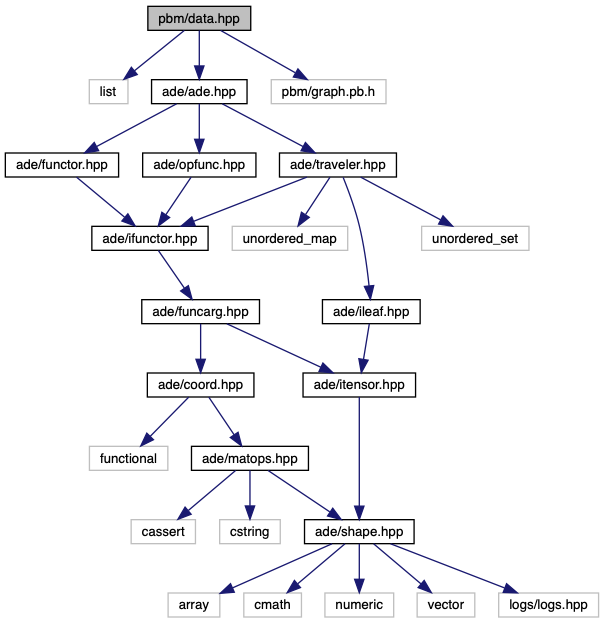 pbm/data.hpp
list
ade/ade.hpp
pbm/graph.pb.h
ade/functor.hpp
ade/opfunc.hpp
ade/traveler.hpp
ade/ifunctor.hpp
unordered_map
unordered_set
ade/funcarg.hpp
ade/ileaf.hpp
ade/coord.hpp
ade/itensor.hpp
functional
ade/matops.hpp
cassert
cstring
ade/shape.hpp
array
cmath
numeric
vector
logs/logs.hpp